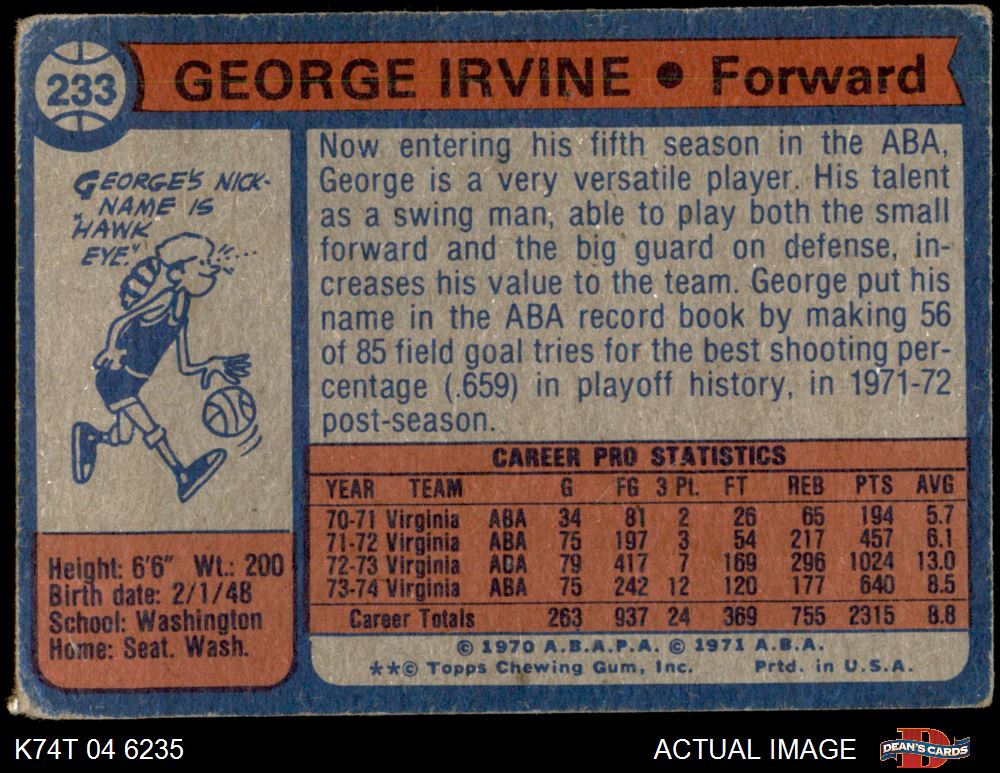 233
GEORGE IRVINE • Forward
GEORGE'S NICK-
NAME IS
"HAWK
EYE."
Now entering his fifth season in the ABA,
George is a very versatile player. His talent
as a swing man, able to play both the small
forward and the big guard on defense, in-
creases his value to the team. George put his
name in the ABA record book by making 56
of 85 field goal tries for the best shooting per-
centage (.659) in playoff history, in 1971-72
post-season.
Height: 6'6" Wt.: 200
Birth date: 2/1/48
School: Washington
Home: Seat. Wash.
CAREER PRO STATISTICS
YEAR TEAM G FG 3 Pt. FT REB PTS AVG
70-71 Virginia ABA 34 81 2 26 65 194 5.7
71-72 Virginia ABA 75 197 3 54 217 457 6.1
72-73 Virginia ABA 79 417 7 169 296 1024 13.0
73-74 Virginia ABA 75 242 12 120 177 640 8.5
Career Totals 263 937 24 369 755 2315 8.8
© 1970 A.B.A.P.A. © 1971 A.B.A.
**© Topps Chewing Gum, Inc. Prtd. in U.S.A.
K74T 04 6235
ACTUAL IMAGE
DEAN'S CARDS